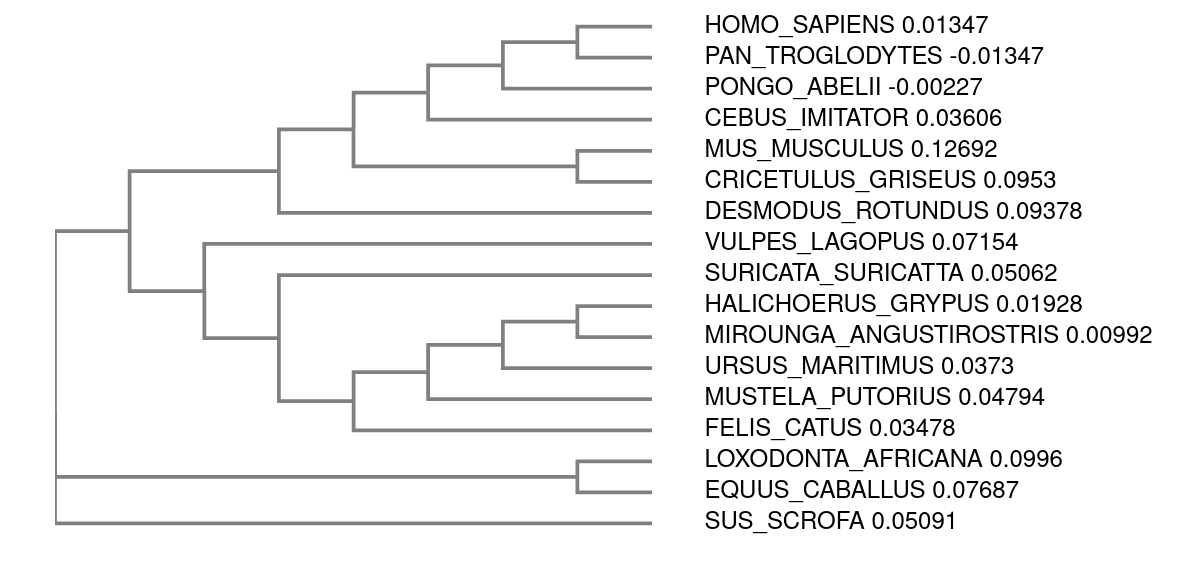 HOMO_SAPIENS 0.01347
PAN_TROGLODYTES -0.01347
PONGO_ABELII -0.00227
CEBUS_IMITATOR 0.03606
MUS_MUSCULUS 0.12692
CRICETULUS_GRISEUS 0.0953
DESMODUS_ROTUNDUS 0.09378
VULPES_LAGOPUS 0.07154
SURICATA_SURICATTA 0.05062
HALICHOERUS_GRYPUS 0.01928
MIROUNGA_ANGUSTIROSTRIS 0.00992
URSUS_MARITIMUS 0.0373
MUSTELA_PUTORIUS 0.04794
FELIS_CATUS 0.03478
LOXODONTA_AFRICANA 0.0996
EQUUS_CABALLUS 0.07687
SUS_SCROFA 0.05091